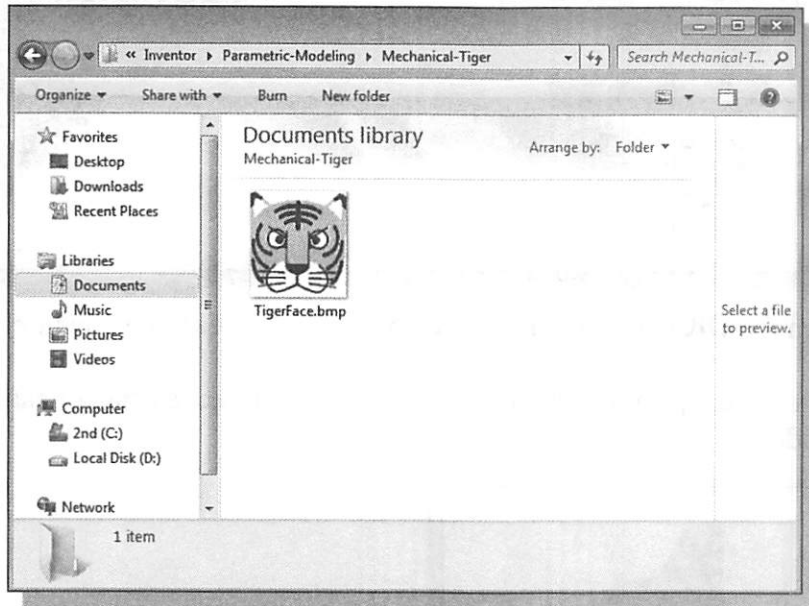 « Inventor ▸ Parametric-Modeling ▸ Mechanical-Tiger
Search Mechanical-T...
Organize ▾ Share with ▾ Burn New folder
Favorites
Desktop
Downloads
Recent Places
Libraries
Documents
Music
Pictures
Videos
Computer
2nd (C:)
Local Disk (D:)
Network
Documents library
Mechanical-Tiger
Arrange by: Folder ▾
TigerFace.bmp
Select a file
to preview.
1 item